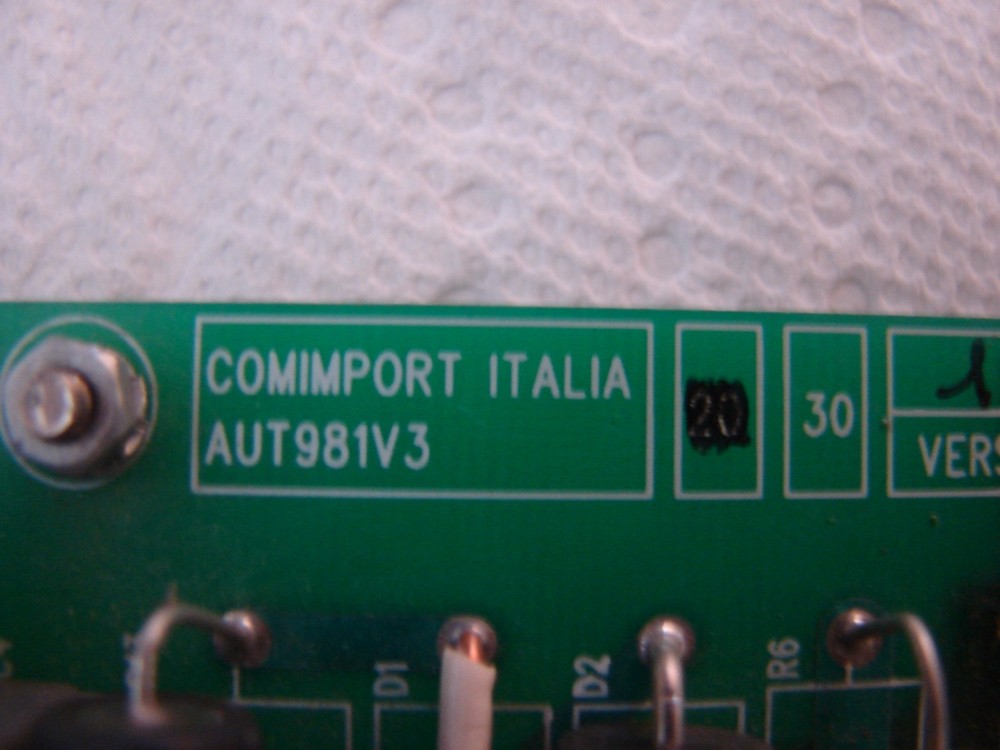 COMIMPORT ITALIA
AUT981V3
20
30
1
VERS
D1
D2
R6